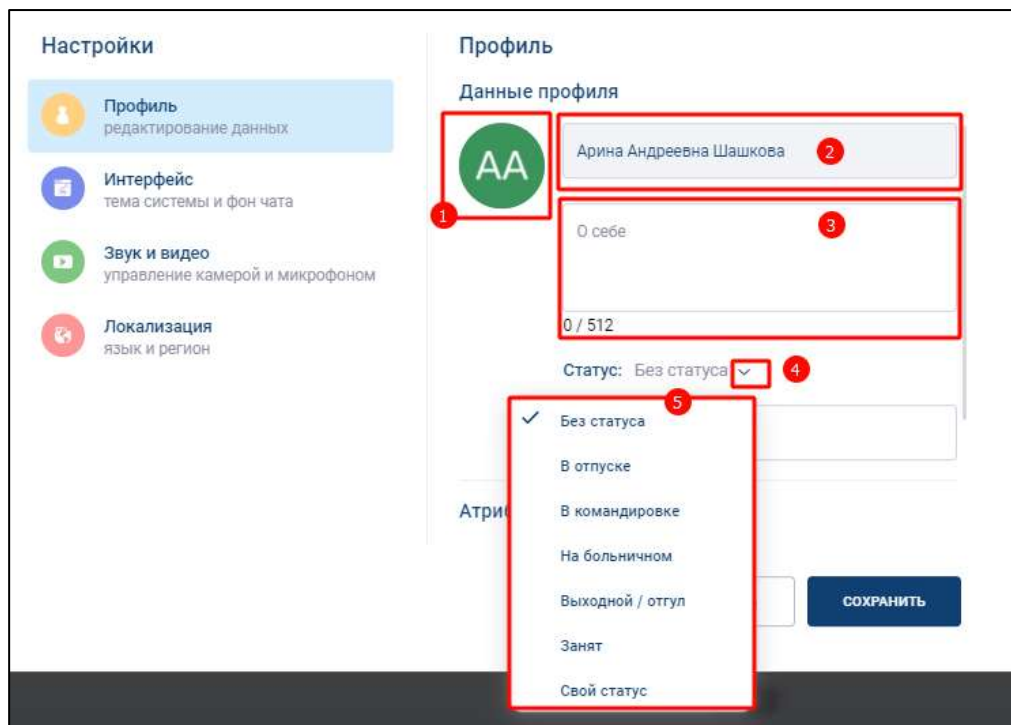 Настройки
Профиль
редактирование данных
Интерфейс
тема системы и фон чата
Звук и видео
управление камерой и микрофоном
Локализация
язык и регион
Профиль
Данные профиля
АА
1
Арина Андреевна Шашкова 2
О себе 3
0 / 512
Статус: Без статуса 4
5
Без статуса
В отпуске
В командировке
На больничном
Выходной / отгул
Занят
Свой статус
СОХРАНИТЬ